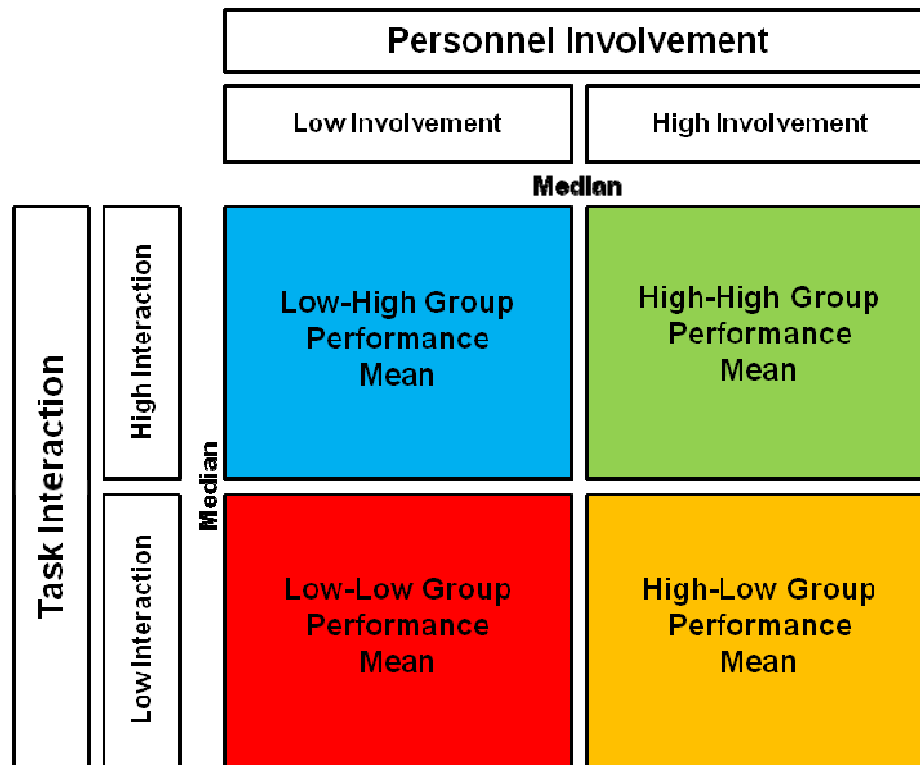 Personnel Involvement
Low Involvement
High Involvement
Median
Task Interaction
High Interaction
Median
Low-High Group
Performance
Mean
High-High Group
Performance
Mean
Low Interaction
Low-Low Group
Performance
Mean
High-Low Group
Performance
Mean